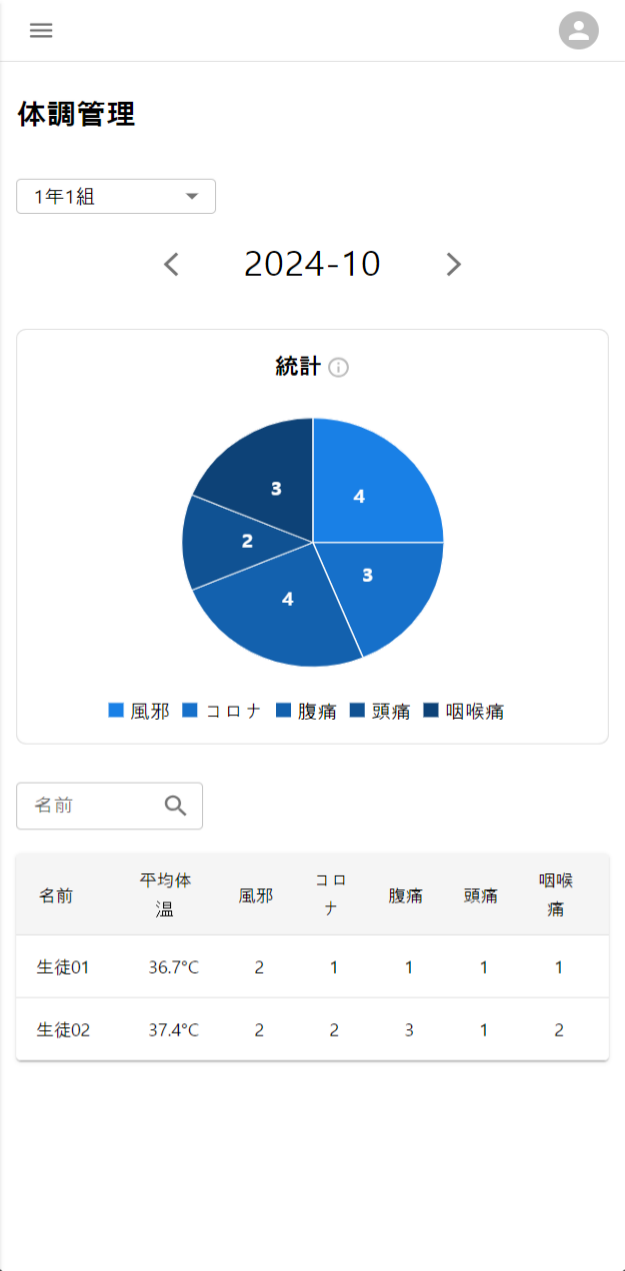 体調管理
1年1組
2024-10
統計
3
4
2
3
4
風邪 コロナ 腹痛 頭痛 咽喉痛
名前
名前 平均体温 風邪 コロナ 腹痛 頭痛 咽喉痛
生徒01 36.7°C 2 1 1 1 1
生徒02 37.4°C 2 2 3 1 2